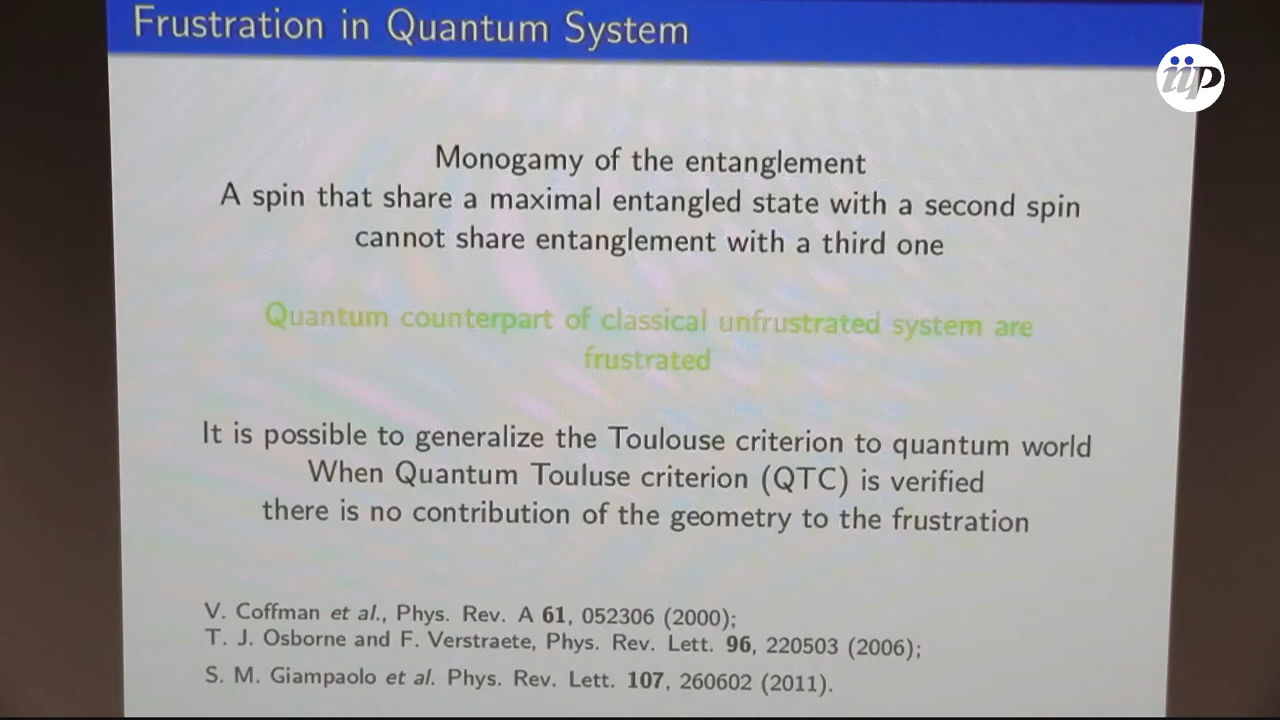 Frustration in Quantum System
iip
Monogamy of the entanglement
A spin that share a maximal entangled state with a second spin
cannot share entanglement with a third one
Quantum counterpart of classical unfrustrated system are
frustrated
It is possible to generalize the Toulouse criterion to quantum world
When Quantum Touluse criterion (QTC) is verified
there is no contribution of the geometry to the frustration
V. Coffman et al., Phys. Rev. A 61, 052306 (2000);
T. J. Osborne and F. Verstraete, Phys. Rev. Lett. 96, 220503 (2006);
S. M. Giampaolo et al. Phys. Rev. Lett. 107, 260602 (2011).